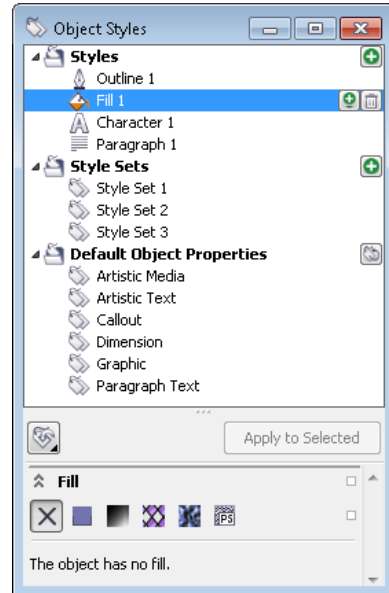 Object Styles
Styles
Outline 1
Fill 1
Character 1
Paragraph 1
Style Sets
Style Set 1
Style Set 2
Style Set 3
Default Object Properties
Artistic Media
Artistic Text
Callout
Dimension
Graphic
Paragraph Text
Apply to Selected
Fill
PS
The object has no fill.